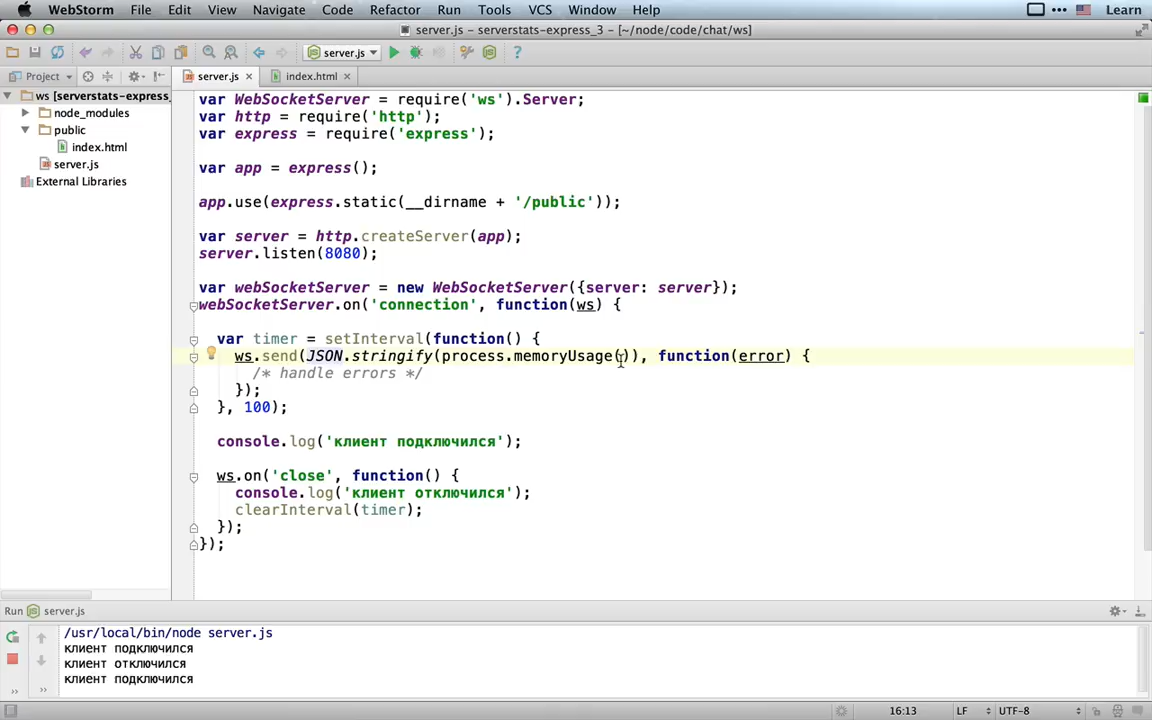 WebStorm File Edit View Navigate Code Refactor Run Tools VCS Window Help Learn
server.js - serverstats-express_3 - [~/node/code/chat/ws]
server.js
Project server.js index.html
ws [serverstats-express_
node_modules
public
index.html
server.js
External Libraries
var WebSocketServer = require('ws').Server;
var http = require('http');
var express = require('express');
var app = express();
app.use(express.static(__dirname + '/public'));
var server = http.createServer(app);
server.listen(8080);
var webSocketServer = new WebSocketServer({server: server});
webSocketServer.on('connection', function(ws) {
var timer = setInterval(function() {
ws.send(JSON.stringify(process.memoryUsage()), function(error) {
/* handle errors */
});
}, 100);
console.log('клиент подключился');
ws.on('close', function() {
console.log('клиент отключился');
clearInterval(timer);
});
});
Run server.js
/usr/local/bin/node server.js
клиент подключился
клиент отключился
клиент подключился
16:13 LF UTF-8